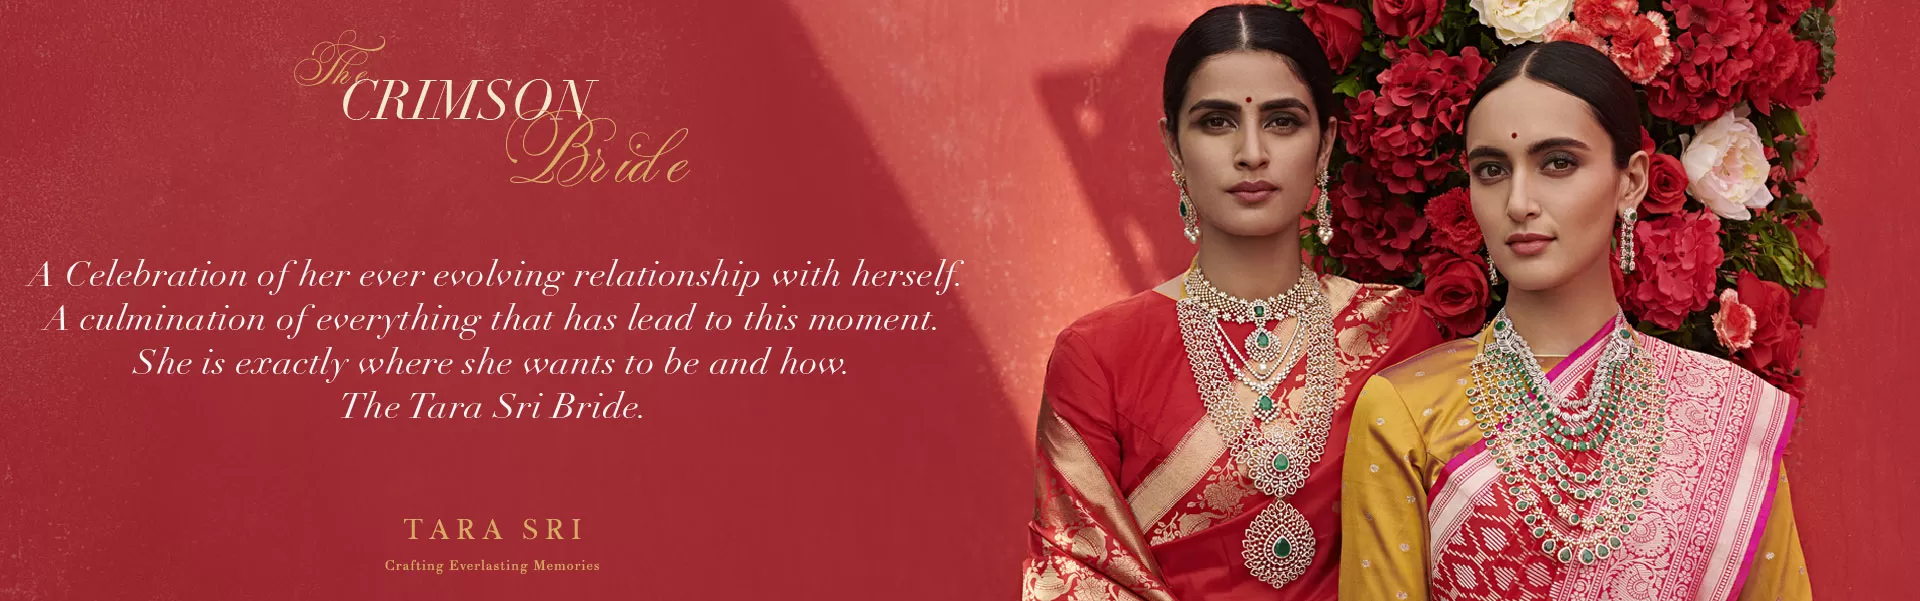 The
CRIMSON
Bride
A Celebration of her ever evolving relationship with herself.
A culmination of everything that has lead to this moment.
She is exactly where she wants to be and how.
The Tara Sri Bride.
TARA SRI
Crafting Everlasting Memories